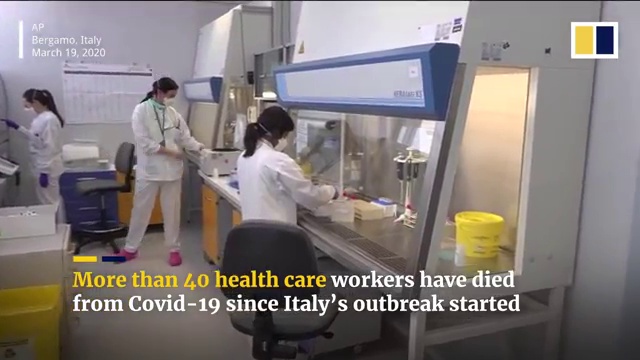 AP
Bergamo, Italy
March 19, 2020
More than 40 health care workers have died
from Covid-19 since Italy's outbreak started